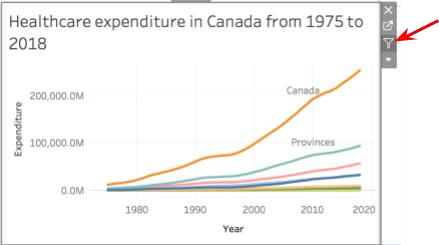 Healthcare expenditure in Canada from 1975 to
2018
Expenditure
200,000.0M
100,000.0M
0.0M
Canada
Provinces
1980 1990 2000 2010 2020
Year